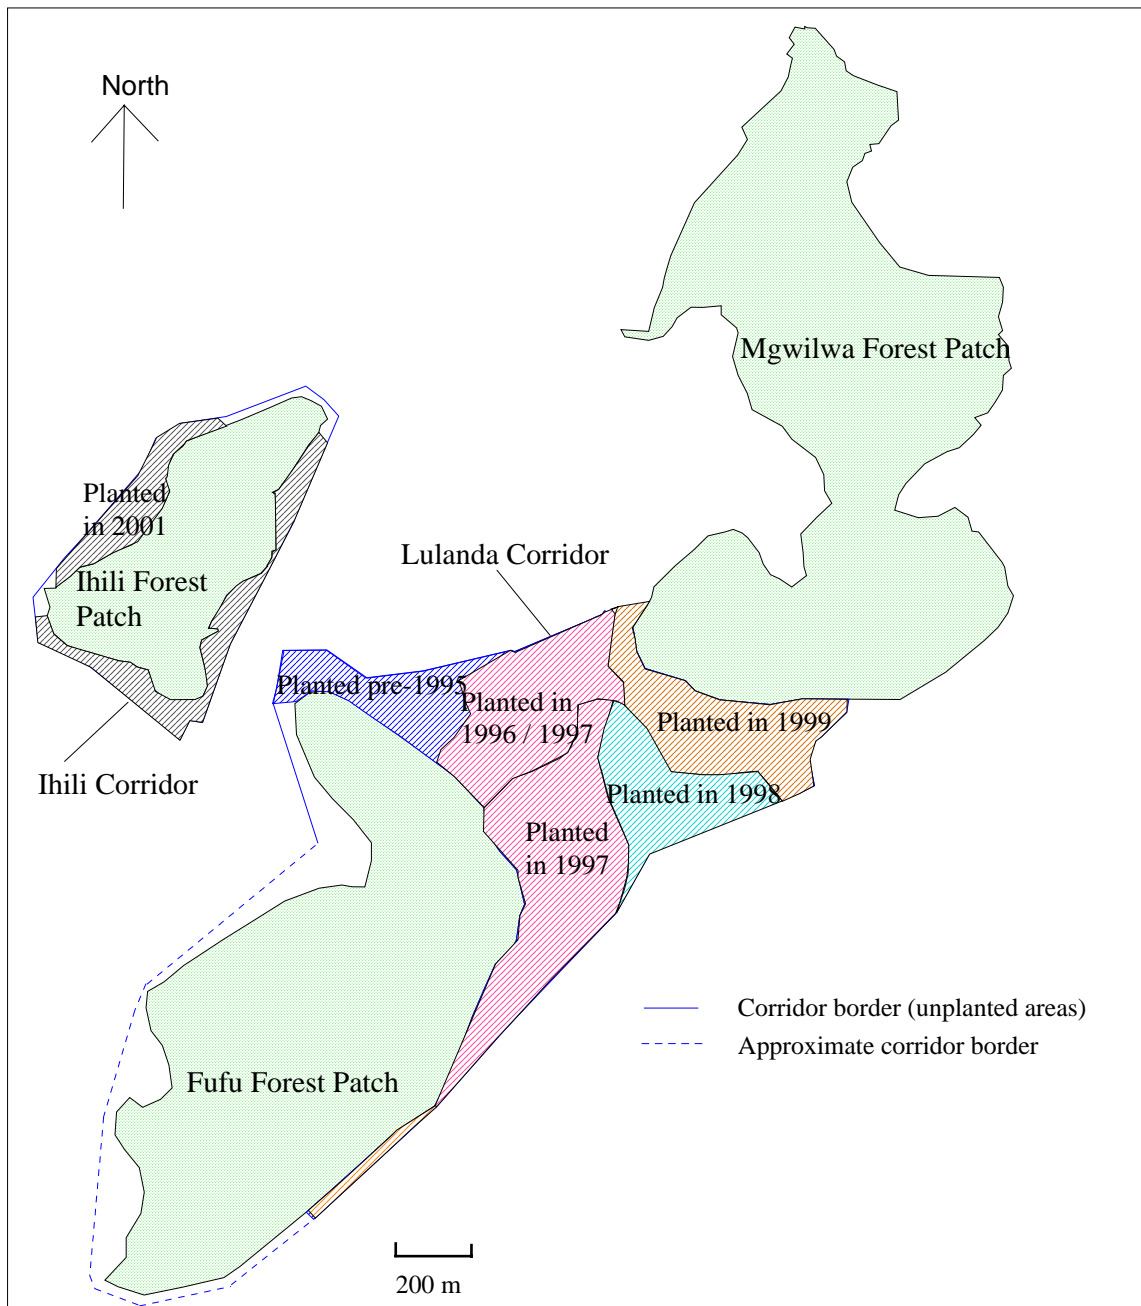 North
Mgwilwa Forest Patch
Planted
in 2001
Lulanda Corridor
Ihili Forest
Patch
Planted pre-1995
Planted in
1996 / 1997
Planted in 1999
Ihili Corridor
Planted in 1998
Planted
in 1997
Corridor border (unplanted areas)
Approximate corridor border
Fufu Forest Patch
200 m